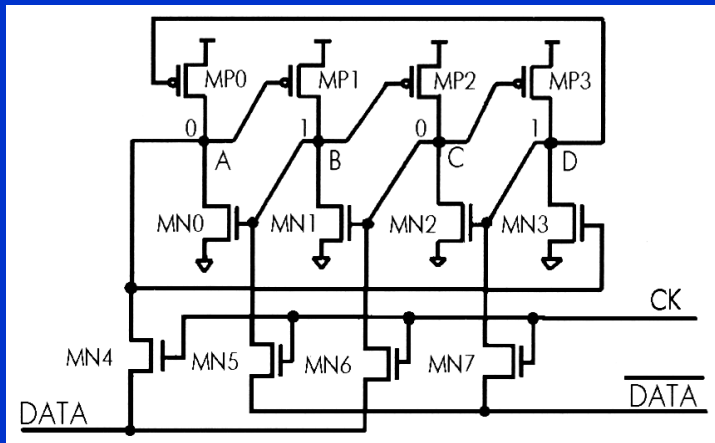 MP0 MP1 MP2 MP3
0 1 0 1
A B C D
MN0 MN1 MN2 MN3
CK
MN4 MN5 MN6 MN7
DATA DATA